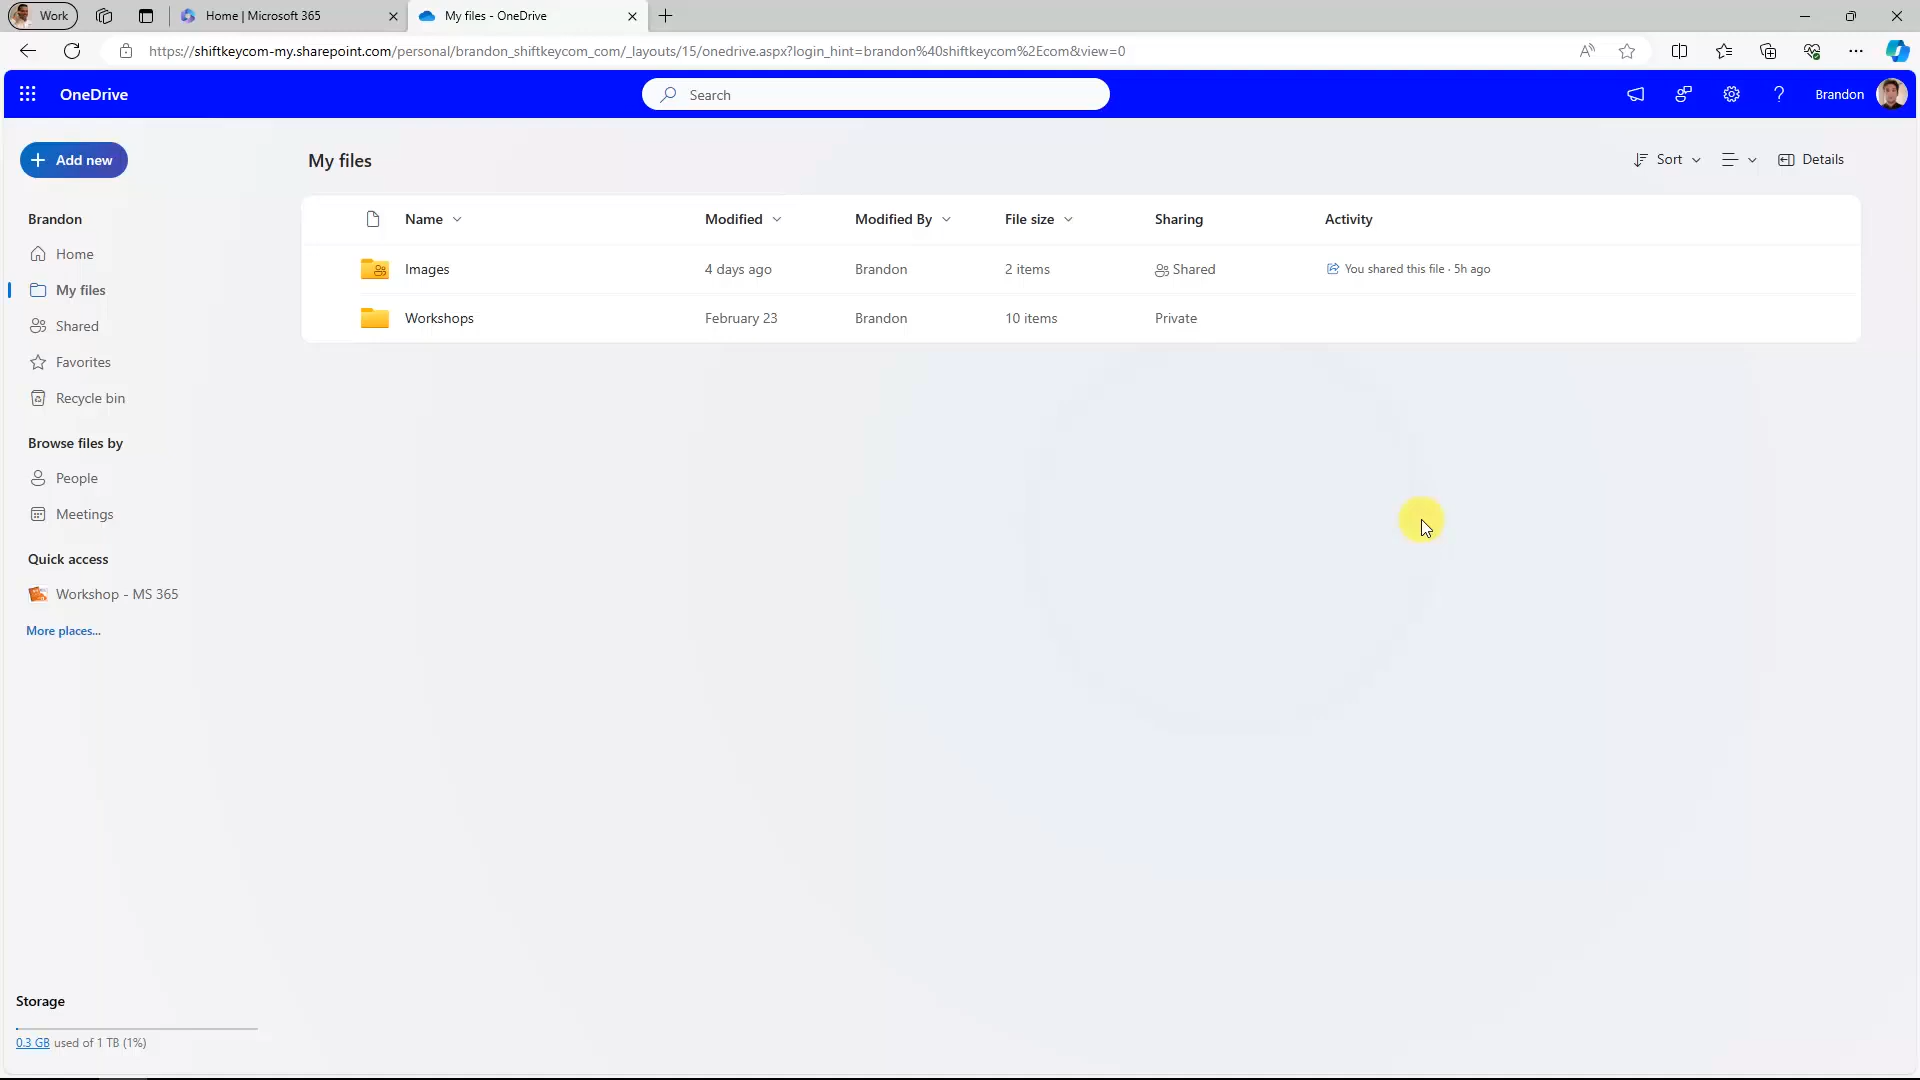 Work
Home | Microsoft 365
My files - OneDrive
https://shiftkeycom-my.sharepoint.com/personal/brandon_shiftkeycom_com/_layouts/15/onedrive.aspx?login_hint=brandon%40shiftkeycom%2Ecom&view=0
OneDrive
Search
Brandon
Add new
My files
Sort
Details
Brandon
Home
My files
Shared
Favorites
Recycle bin
Browse files by
People
Meetings
Quick access
Workshop - MS 365
More places...
Name Modified Modified By File size Sharing Activity
Images 4 days ago Brandon 2 items Shared You shared this file · 5h ago
Workshops February 23 Brandon 10 items Private
Storage
0.3 GB used of 1 TB (1%)